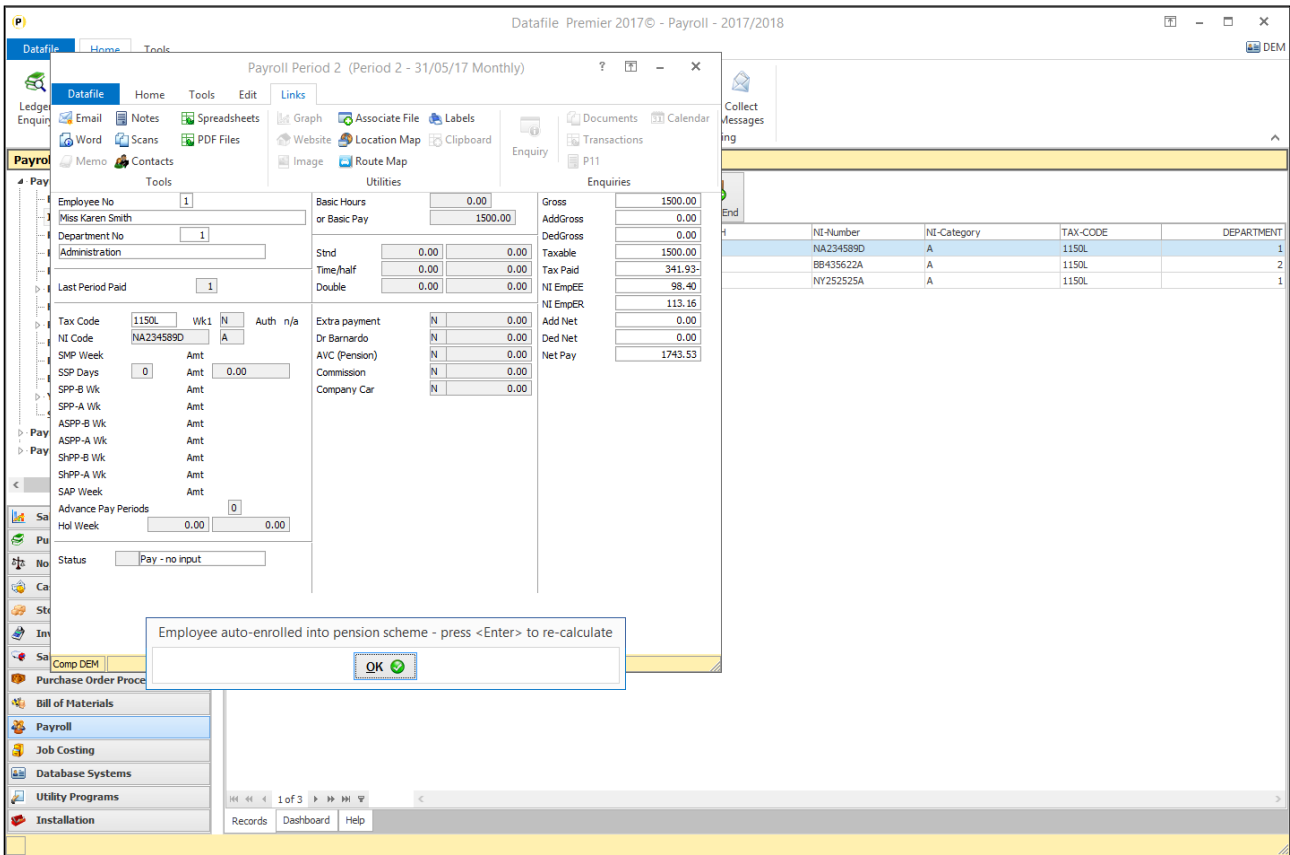 Datafile Premier 2017© - Payroll - 2017/2018
Datafile Home Tools DEM
Payroll Period 2 (Period 2 - 31/05/17 Monthly) ?
Datafile Home Tools Edit Links
Email Notes Spreadsheets Graph Associate File Labels Documents Calendar
Word Scans PDF Files Website Location Map Clipboard Enquiry Transactions
Memo Contacts Image Route Map P11
Tools Utilities Enquiries
Ledger
Enquiry
Collect
Messages
ing
Payrol
Pay
End
Employee No 1
Miss Karen Smith
Department No 1
Administration
Last Period Paid 1
Tax Code 1150L Wk1 N Auth n/a
NI Code NA234589D A
SMP Week Amt
SSP Days 0 Amt 0.00
SPP-B Wk Amt
SPP-A Wk Amt
ASPP-B Wk Amt
ASPP-A Wk Amt
ShPP-B Wk Amt
ShPP-A Wk Amt
SAP Week Amt
Advance Pay Periods 0
Hol Week 0.00 0.00
Status Pay - no input
Basic Hours 0.00
or Basic Pay 1500.00
Stnd 0.00 0.00
Time/half 0.00 0.00
Double 0.00 0.00
Extra payment N 0.00
Dr Barnardo N 0.00
AVC (Pension) N 0.00
Commission N 0.00
Company Car N 0.00
Gross 1500.00
AddGross 0.00
DedGross 0.00
Taxable 1500.00
Tax Paid 341.93-
NI EmpEE 98.40
NI EmpER 113.16
Add Net 0.00
Ded Net 0.00
Net Pay 1743.53
NI-Number NI-Category TAX-CODE DEPARTMENT
NA234589D A 1150L 1
BB435622A A 1150L 2
NY252525A A 1150L 1
Employee auto-enrolled into pension scheme - press <Enter> to re-calculate
OK
Comp DEM
Pay
Pay
Sa
Pu
No
Ca
Sto
Inv
Sa
Purchase Order Proce
Bill of Materials
Payroll
Job Costing
Database Systems
Utility Programs
Installation
1 of 3
Records Dashboard Help